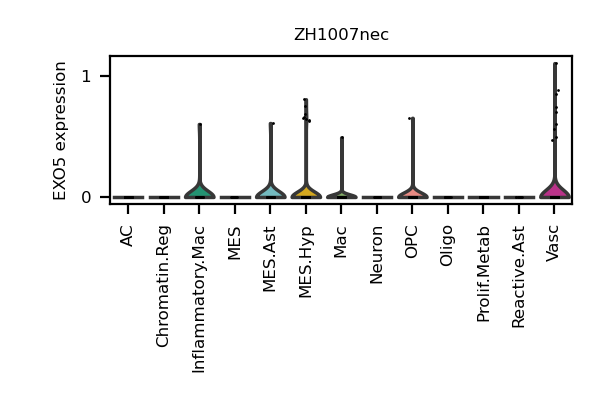 ZH1007nec
EXO5 expression
1
0
AC
Chromatin.Reg
Inflammatory.Mac
MES
MES.Ast
MES.Hyp
Mac
Neuron
OPC
Oligo
Prolif.Metab
Reactive.Ast
Vasc